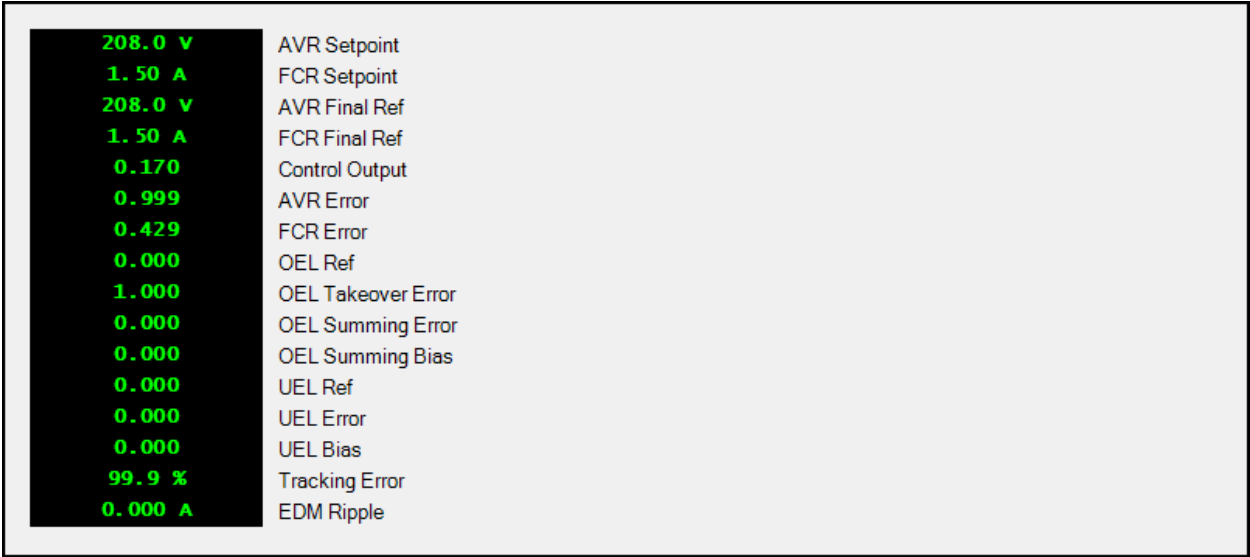 208.0 V AVR Setpoint
1.50 A FCR Setpoint
208.0 V AVR Final Ref
1.50 A FCR Final Ref
0.170 Control Output
0.999 AVR Error
0.429 FCR Error
0.000 OEL Ref
1.000 OEL Takeover Error
0.000 OEL Summing Error
0.000 OEL Summing Bias
0.000 UEL Ref
0.000 UEL Error
0.000 UEL Bias
99.9 % Tracking Error
0.000 A EDM Ripple